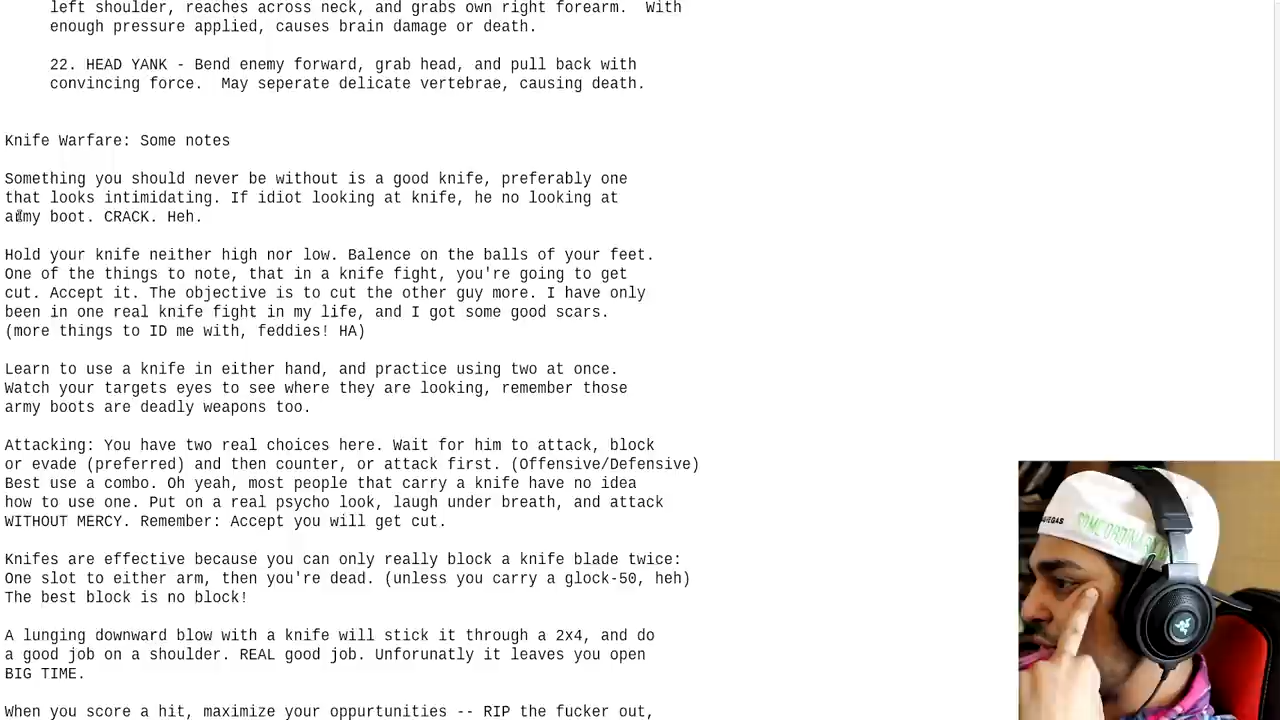 left shoulder, reaches across neck, and grabs own right forearm.  With
enough pressure applied, causes brain damage or death.
22. HEAD YANK - Bend enemy forward, grab head, and pull back with
convincing force.  May seperate delicate vertebrae, causing death.
Knife Warfare: Some notes
Something you should never be without is a good knife, preferably one
that looks intimidating. If idiot looking at knife, he no looking at
army boot. CRACK. Heh.
Hold your knife neither high nor low. Balence on the balls of your feet.
One of the things to note, that in a knife fight, you're going to get
cut. Accept it. The objective is to cut the other guy more. I have only
been in one real knife fight in my life, and I got some good scars.
(more things to ID me with, feddies! HA)
Learn to use a knife in either hand, and practice using two at once.
Watch your targets eyes to see where they are looking, remember those
army boots are deadly weapons too.
Attacking: You have two real choices here. Wait for him to attack, block
or evade (preferred) and then counter, or attack first. (Offensive/Defensive)
Best use a combo. Oh yeah, most people that carry a knife have no idea
how to use one. Put on a real psycho look, laugh under breath, and attack
WITHOUT MERCY. Remember: Accept you will get cut.
Knifes are effective because you can only really block a knife blade twice:
One slot to either arm, then you're dead. (unless you carry a glock-50, heh)
The best block is no block!
A lunging downward blow with a knife will stick it through a 2x4, and do
a good job on a shoulder. REAL good job. Unforunatly it leaves you open
BIG TIME.
When you score a hit, maximize your oppurtunities -- RIP the fucker out,